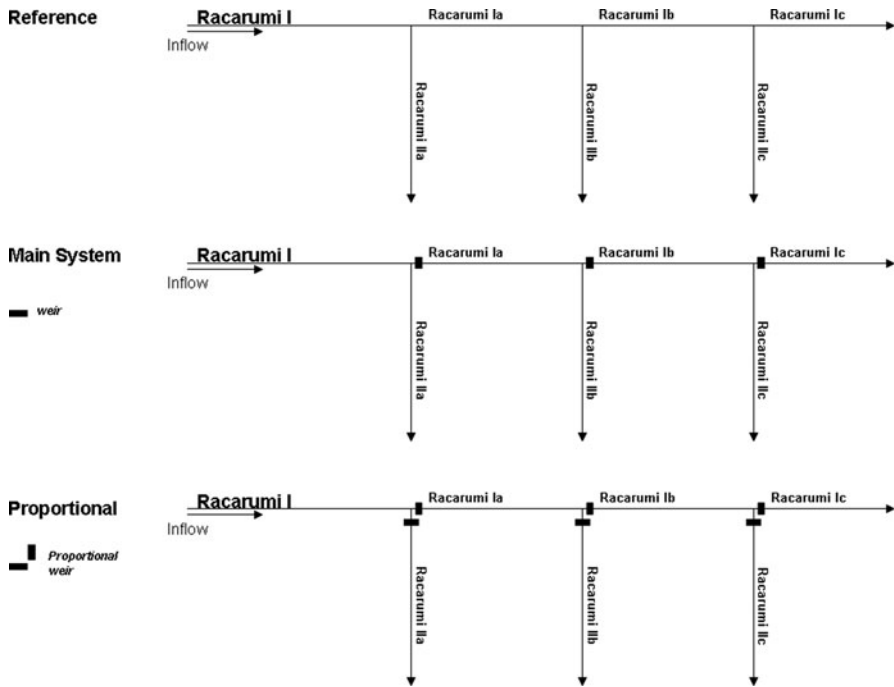 Reference
Racarumi I
Racarumi Ia
Racarumi Ib
Racarumi Ic
Inflow
Racarumi IIa
Racarumi IIb
Racarumi IIc
Main System
Racarumi I
Racarumi Ia
Racarumi Ib
Racarumi Ic
Inflow
weir
Racarumi IIa
Racarumi IIb
Racarumi IIc
Proportional
Racarumi I
Racarumi Ia
Racarumi Ib
Racarumi Ic
Inflow
Proportional
weir
Racarumi IIa
Racarumi IIb
Racarumi IIc